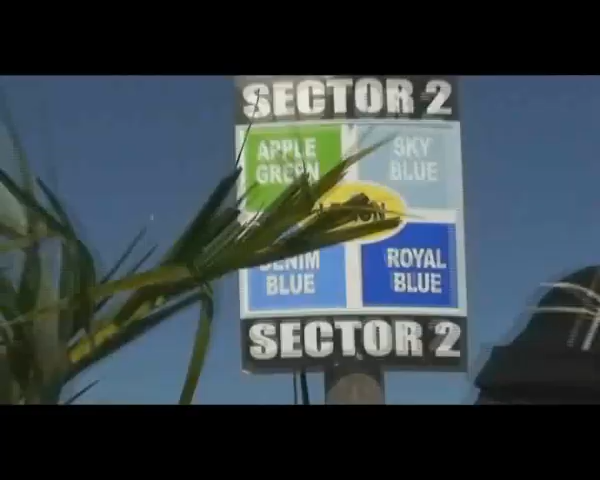 SECTOR 2
APPLE
GREEN
SKY
BLUE
DENIM
BLUE
ROYAL
BLUE
SECTOR 2